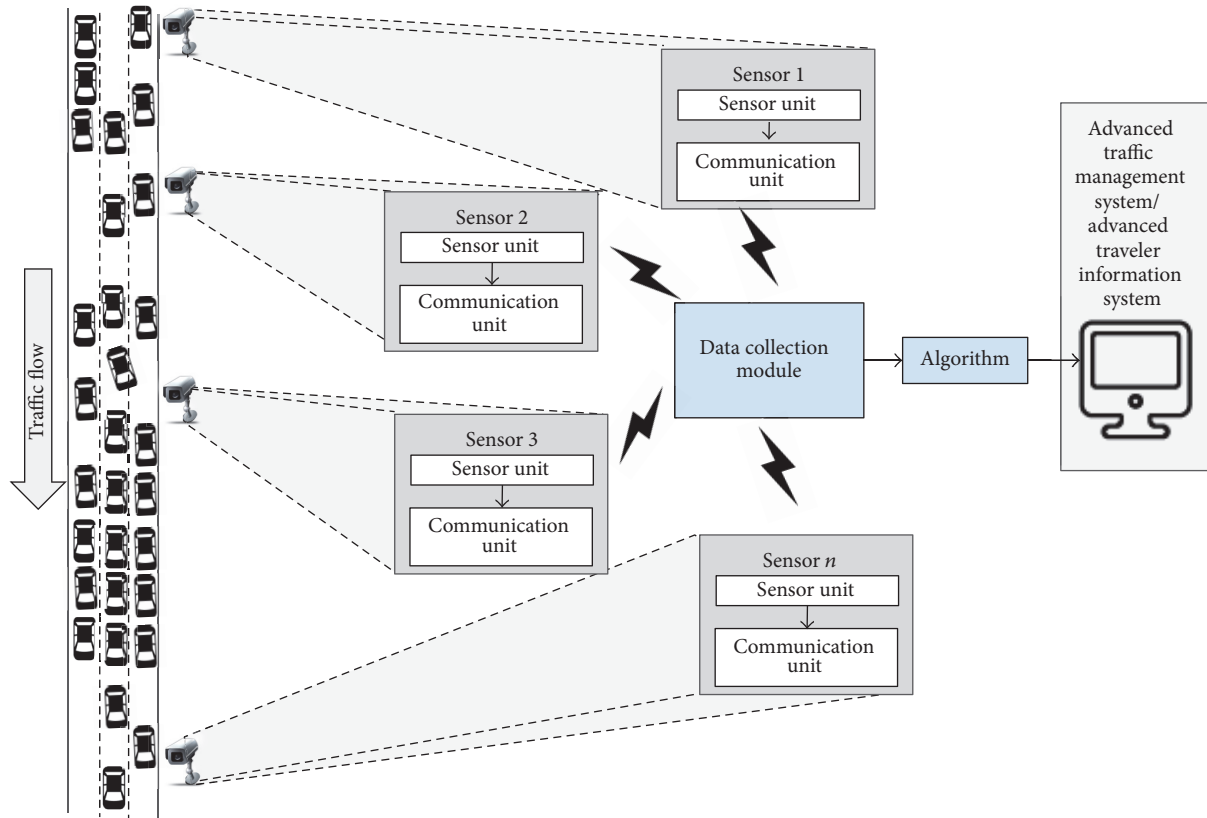 Sensor 1
Sensor unit
Communication
unit
Sensor 2
Sensor unit
Communication
unit
Sensor 3
Sensor unit
Communication
unit
Sensor n
Sensor unit
Communication
unit
Traffic flow
Data collection
module
Algorithm
Advanced
traffic
management
system/
advanced
traveler
information
system